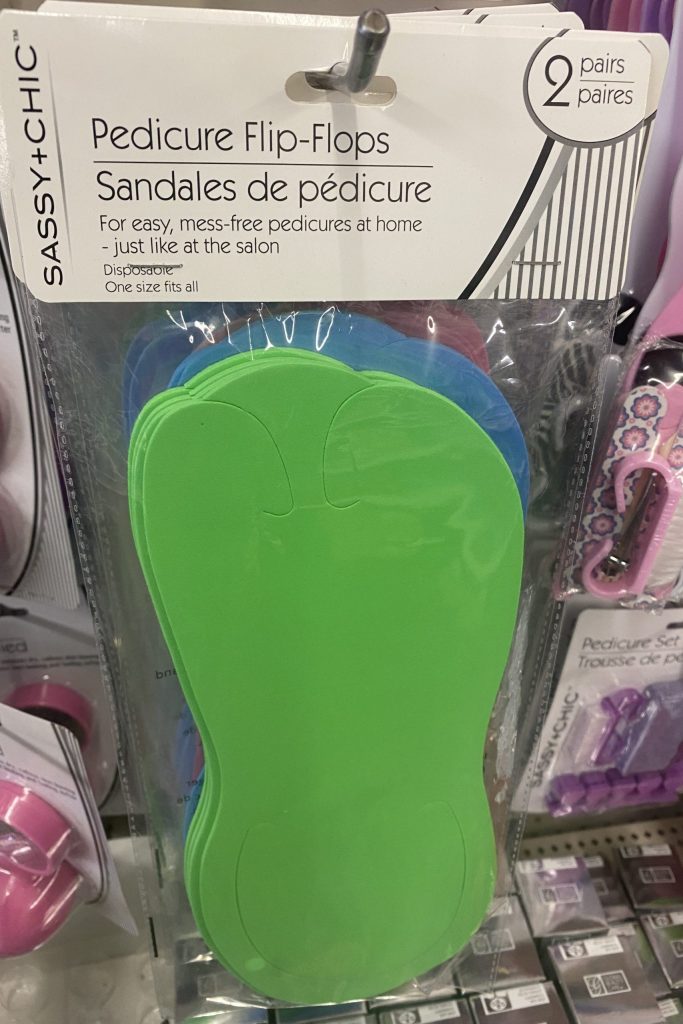 SASSY+CHIC™
2 pairs
paires
Pedicure Flip-Flops
Sandales de pédicure
For easy, mess-free pedicures at home
- just like at the salon
Disposable
One size fits all
Pedicure Set
Trousse de pé
SASSY+CHIC